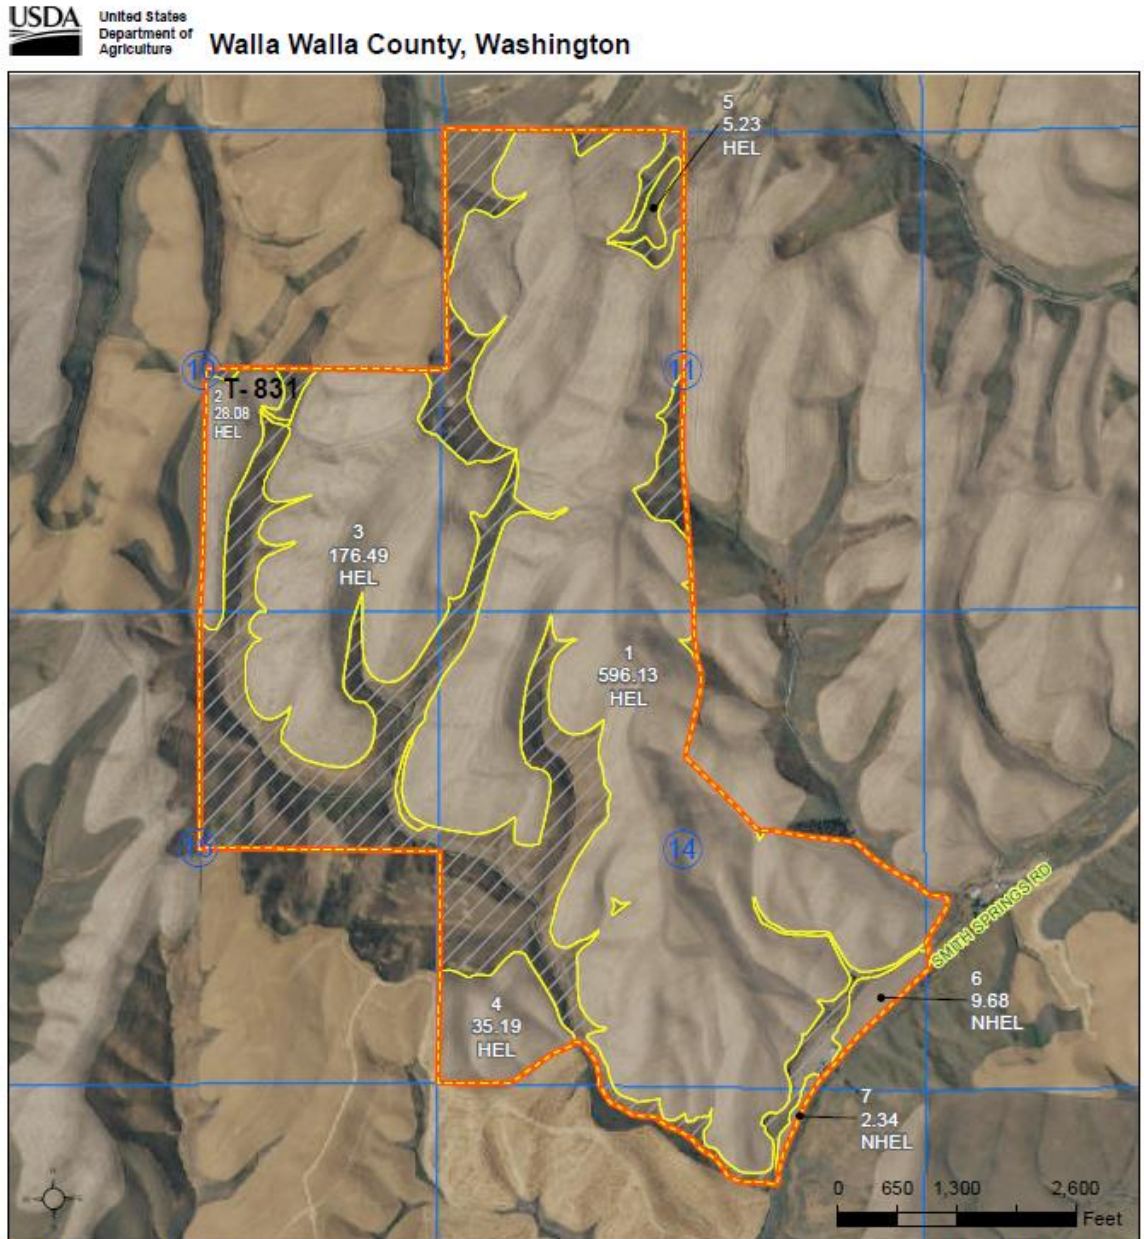 USDA
United States
Department of
Agriculture
Walla Walla County, Washington
5
5.23
HEL
11
T- 831
2
28.08
HEL
3
176.49
HEL
1
596.13
HEL
14
SMITH SPRINGS RD
6
9.68
NHEL
4
35.19
HEL
7
2.34
NHEL
0 650 1,300 2,600
Feet